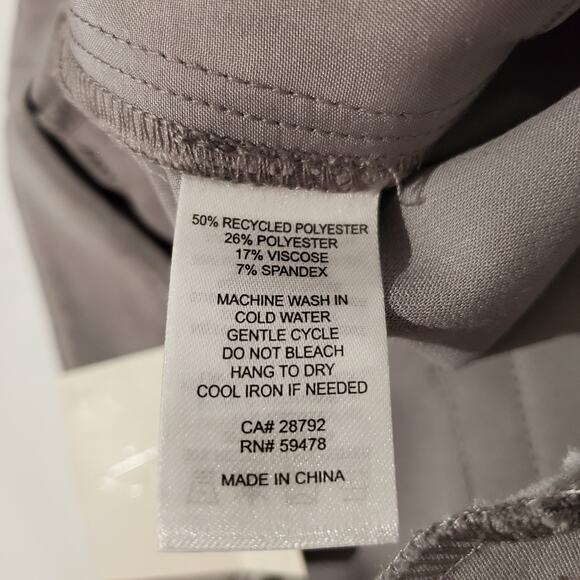 50% RECYCLED POLYESTER
26% POLYESTER
17% VISCOSE
7% SPANDEX
MACHINE WASH IN
COLD WATER
GENTLE CYCLE
DO NOT BLEACH
HANG TO DRY
COOL IRON IF NEEDED
CA# 28792
RN# 59478
MADE IN CHINA